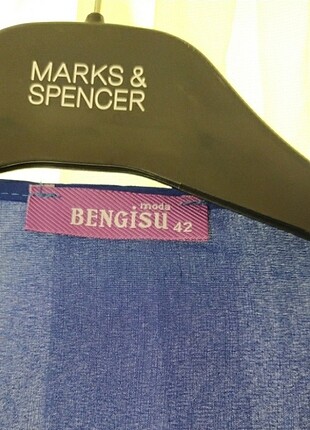 MARKS &
SPENCER
moda
BENGİSU 42